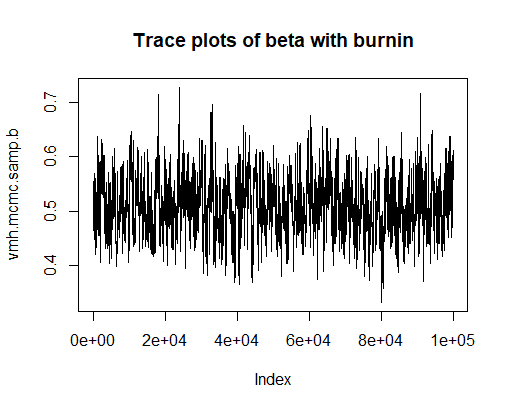 Trace plots of beta with burnin
vmh.mcmc.samp.b
0.7
0.6
0.5
0.4
0e+00 2e+04 4e+04 6e+04 8e+04 1e+05
Index